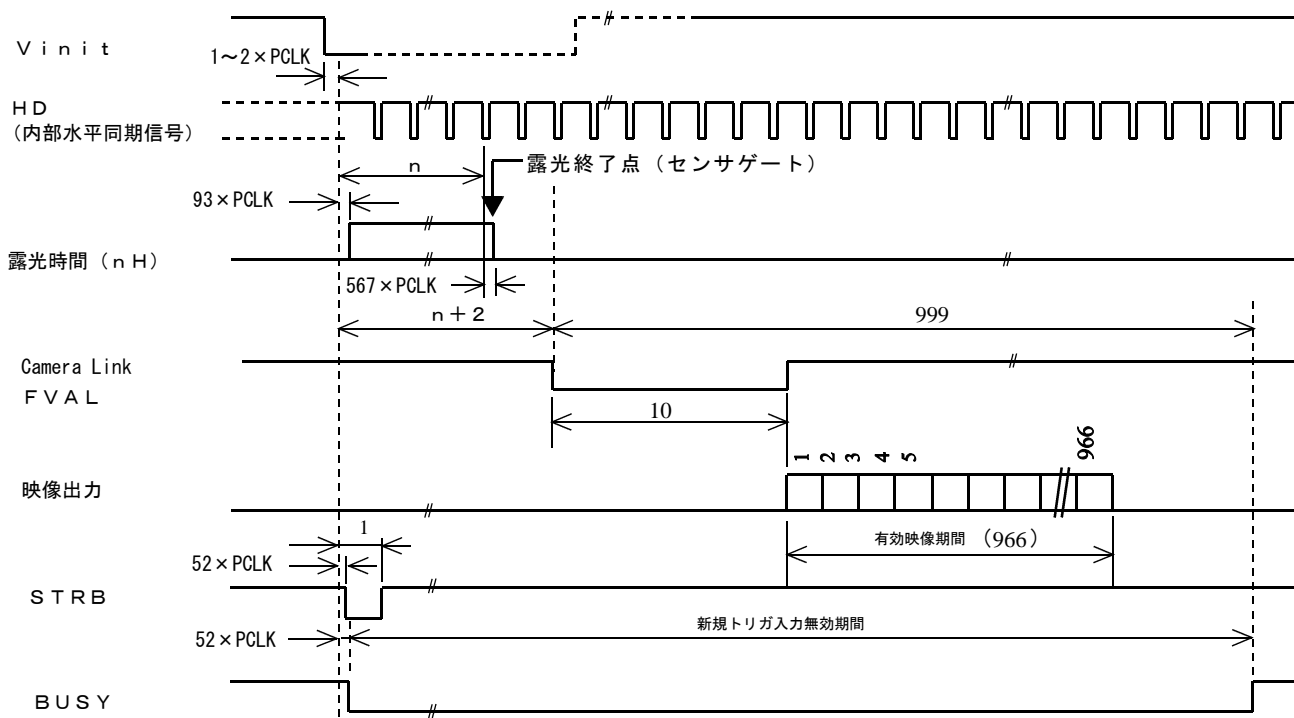 Ｖｉｎｉｔ
1～2×PCLK
ＨＤ
（内部水平同期信号）
ｎ
露光終了点（センサゲート）
93×PCLK
露光時間（ｎＨ）
567×PCLK
ｎ＋２
999
Camera Link
ＦＶＡＬ
10
1 2 3 4 5 966
映像出力
有効映像期間 （966）
1
52×PCLK
ＳＴＲＢ
新規トリガ入力無効期間
52×PCLK
ＢＵＳＹ